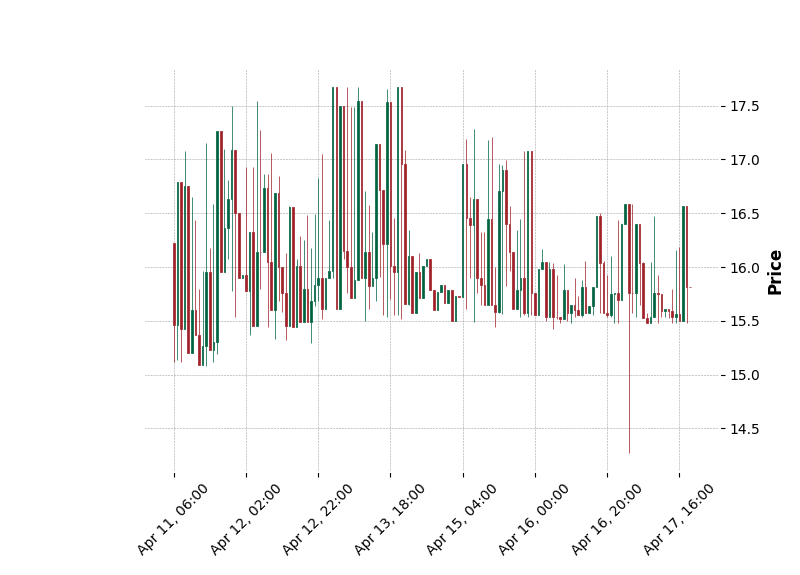 17.5
17.0
16.5
16.0
15.5
15.0
14.5
Price
Apr 11, 06:00
Apr 12, 02:00
Apr 12, 22:00
Apr 13, 18:00
Apr 15, 04:00
Apr 16, 00:00
Apr 16, 20:00
Apr 17, 16:00